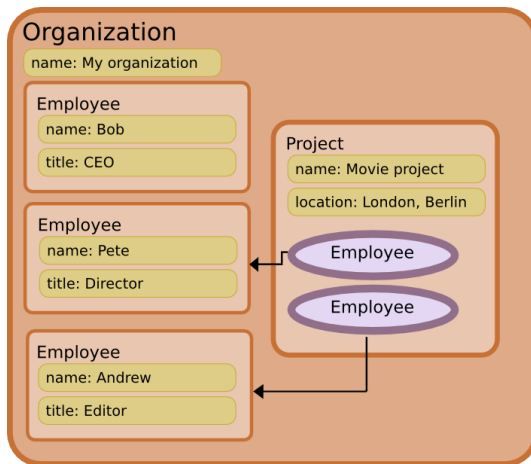 Organization
name: My organization
Employee
name: Bob
title: CEO
Employee
name: Pete
title: Director
Employee
name: Andrew
title: Editor
Project
name: Movie project
location: London, Berlin
Employee
Employee